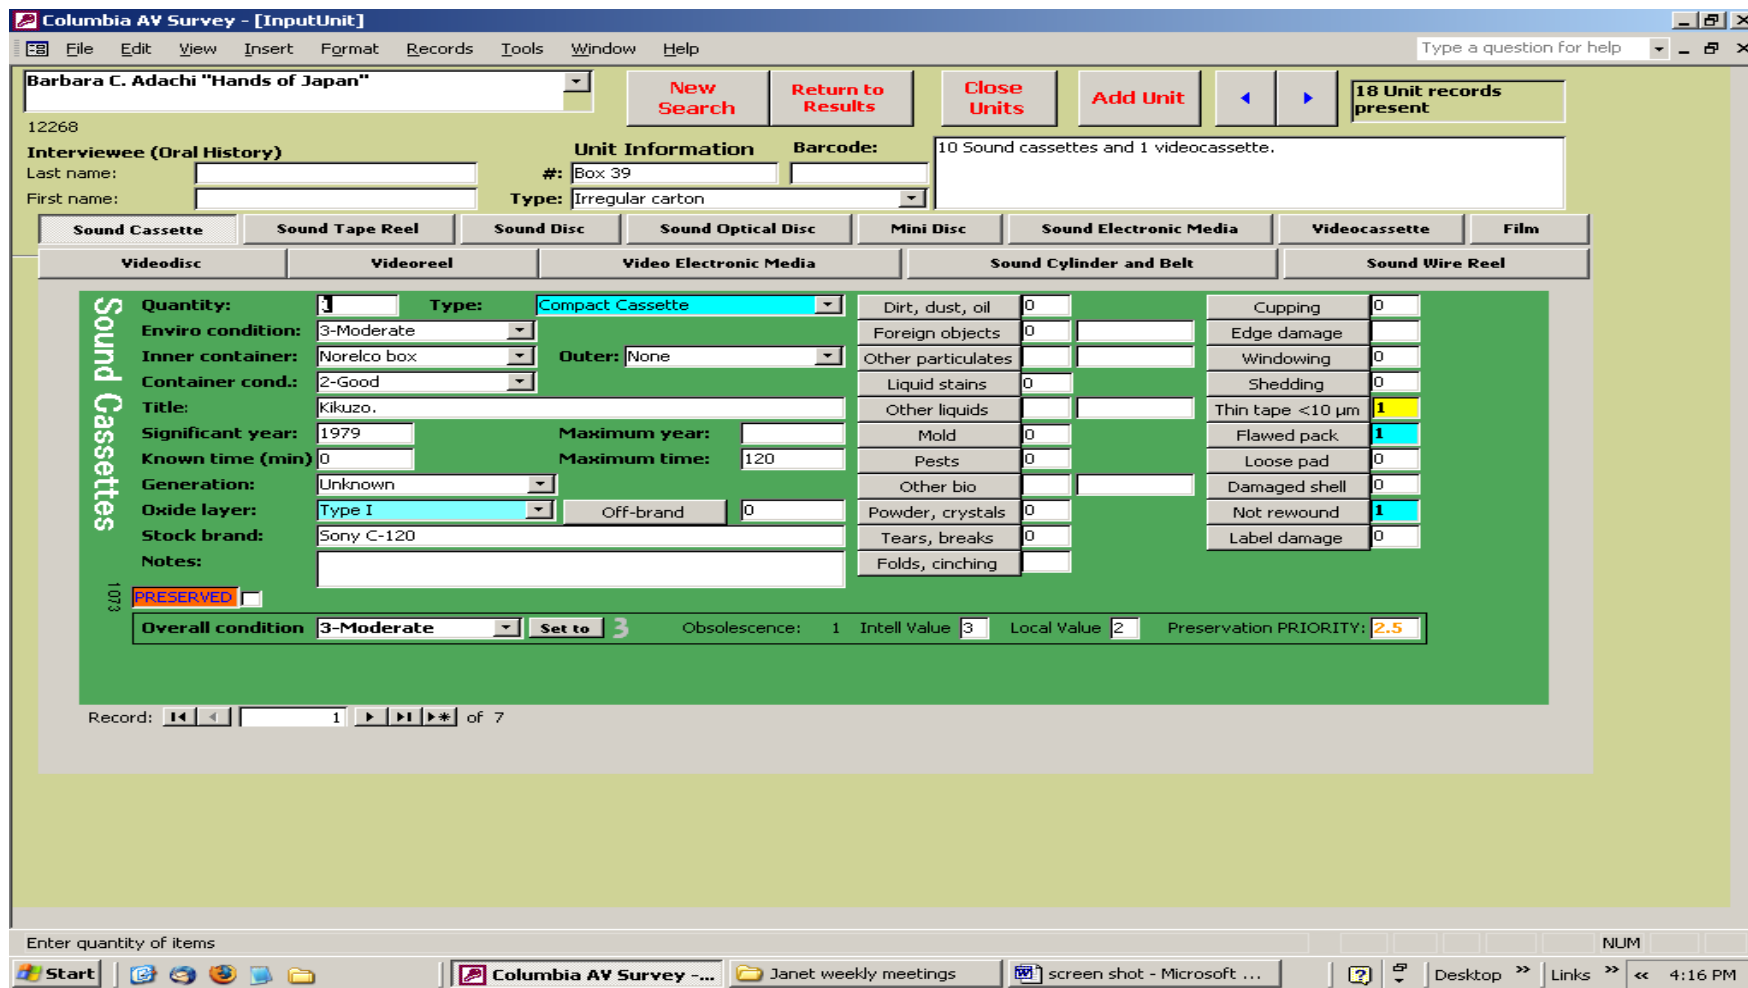 Columbia AV Survey - [InputUnit]
File Edit View Insert Format Records Tools Window Help Type a question for help
Barbara C. Adachi "Hands of Japan"
New Search
Return to Results
Close Units
Add Unit
18 Unit records present
12268
Interviewee (Oral History) Unit Information Barcode: 10 Sound cassettes and 1 videocassette.
Last name: #: Box 39
First name: Type: Irregular carton
Sound Cassette Sound Tape Reel Sound Disc Sound Optical Disc Mini Disc Sound Electronic Media Videocassette Film
Videodisc Videoreel Video Electronic Media Sound Cylinder and Belt Sound Wire Reel
Sound Cassettes
1073
Quantity: 1 Type: Compact Cassette Dirt, dust, oil 0 Cupping 0
Enviro condition: 3-Moderate Foreign objects 0 Edge damage
Inner container: Norelco box Outer: None Other particulates Windowing 0
Container cond.: 2-Good Liquid stains 0 Shedding 0
Title: Kikuzo. Other liquids Thin tape <10 µm 1
Significant year: 1979 Maximum year: Mold 0 Flawed pack 1
Known time (min) 0 Maximum time: 120 Pests 0 Loose pad 0
Generation: Unknown Other bio Damaged shell 0
Oxide layer: Type I Off-brand 0 Powder, crystals 0 Not rewound 1
Stock brand: Sony C-120 Tears, breaks 0 Label damage 0
Notes: Folds, cinching
PRESERVED
Overall condition 3-Moderate Set to 3 Obsolescence: 1 Intell Value 3 Local Value 2 Preservation PRIORITY: 2.5
Record: 1 of 7
Enter quantity of items NUM
Start Columbia AV Survey -... Janet weekly meetings screen shot - Microsoft ... Desktop » Links » « 4:16 PM